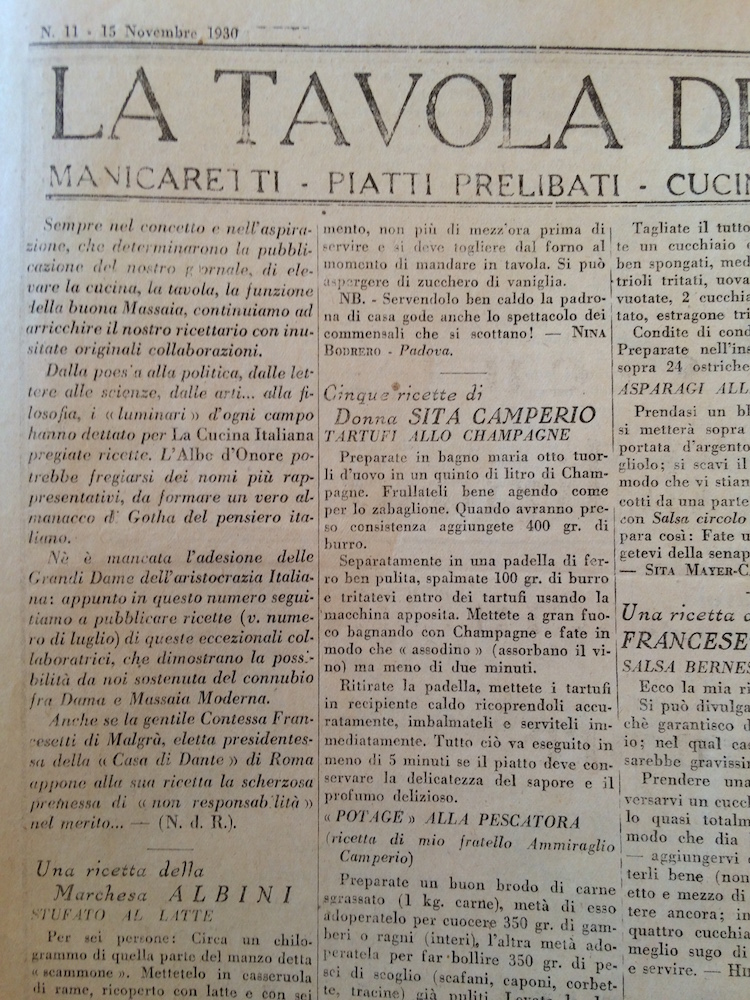 N. 11 - 15 Novembre 1930
LA TAVOLA DE
MANICARETTI - PIATTI PRELIBATI - CUCIN
Sempre nel concetto e nell'aspira-
zione, che determinarono la pubbli-
cazione del nostro giornale, di ele-
vare la cucina, la tavola, la funzione
della buona Massaia, continuiamo ad
arricchire il nostro ricettario con inu-
sitate originali collaborazioni.
Dalla poesia alla politica, dalle let-
tere alle scienze, dalle arti... alla fi-
losofia, i « luminari » d'ogni campo
hanno dettato per La Cucina Italiana
pregiate ricette. L'Albo d'Onore po-
trebbe fregiarsi dei nomi più rap-
presentativi, da formare un vero al-
manacco di Gotha del pensiero ita-
liano.
Nè è mancata l'adesione delle
Grandi Dame dell'aristocrazia Italia-
na: appunto in questo numero segui-
tiamo a pubblicare ricette (v. nume-
ro di luglio) di queste eccezionali col-
laboratrici, che dimostrano la possi-
bilità da noi sostenuta del connubio
fra Dama e Massaia Moderna.
Anche se la gentile Contessa Fran-
cesetti di Malgrà, eletta presidentes-
sa della « Casa di Dante » di Roma
appone alla sua ricetta la scherzosa
premessa di « non responsabilità »
nel merito... — (N. d. R.).
Una ricetta della
Marchesa ALBINI
STUFATO AL LATTE
Per sei persone: Circa un chilo-
grammo di quella parte del manzo detta
« scammone ». Mettetelo in casseruola
di rame, ricoperto con latte e con sei
mento, non più di mezz'ora prima di
servire e si deve togliere dal forno al
momento di mandare in tavola. Si può
aspergere di zucchero di vaniglia.
NB. - Servendolo ben caldo la padro-
na di casa gode anche lo spettacolo dei
commensali che si scottano! — NINA
BODRERO - Padova.
Cinque ricette di
Donna SITA CAMPERIO
TARTUFI ALLO CHAMPAGNE
Preparate in bagno maria otto tuor-
li d'uovo in un quinto di litro di Cham-
pagne. Frullateli bene agendo come
per lo zabaglione. Quando avranno pre-
so consistenza aggiungete 400 gr. di
burro.
Separatamente in una padella di fer-
ro ben pulita, spalmate 100 gr. di burro
e tritatevi entro dei tartufi usando la
macchina apposita. Mettete a gran fuo-
co bagnando con Champagne e fate in
modo che « assodino » (assorbano il vi-
no) ma meno di due minuti.
Ritirate la padella, mettete i tartufi
in recipiente caldo ricoprendoli accu-
ratamente, imbalmateli e serviteli im-
mediatamente. Tutto ciò va eseguito in
meno di 5 minuti se il piatto deve con-
servare la delicatezza del sapore e il
profumo delizioso.
« POTAGE » ALLA PESCATORA
(ricetta di mio fratello Ammiraglio
Camperio)
Preparate un buon brodo di carne
sgrassato (1 kg. carne), metà di esso
adoperatelo per cuocere 350 gr. di gam-
beri o ragni (interi), l'altra metà ado-
peratela per far bollire 350 gr. di pe-
sci di scoglio (scafani, caponi, corbet-
te, tracine) già puliti.
Tagliate il tutto
te un cucchiaio
ben spongati, med
trioli tritati, uova
vuotate, 2 cucchia
tato, estragone tri
Condite di cond
Preparate nell'ins
sopra 24 ostriche
ASPARAGI ALL
Prendasi un bl
si metterà sopra
portata d'argento
gliolo; si scavi il
modo che vi stian
cotti da una parte
con Salsa circolo
para così: Fate u
getevi della senap
— SITA MAYER-C
Una ricetta d
FRANCESE
SALSA BERNES
Ecco la mia ri
Si può divulga
chè garantisco d
io; nel qual cas
sarebbe gravissim
Prendere una
versarvi un cucch
lo quasi totalm
modo che dia
— aggiungervi
terli bene (non
etto e mezzo di
tere ancora; in
quattro cucchia
meglio sugo di
e servire. — HI